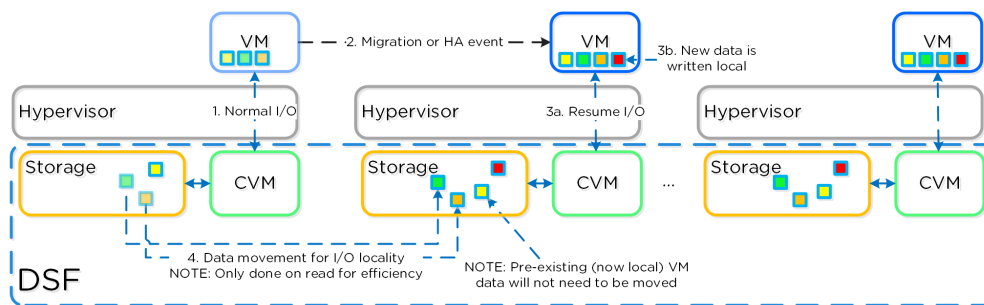 VM
2. Migration or HA event
VM
3b. New data is
written local
VM
Hypervisor
1. Normal I/O
Hypervisor
3a. Resume I/O
Hypervisor
Storage
CVM
Storage
CVM
...
Storage
CVM
4. Data movement for I/O locality
NOTE: Only done on read for efficiency
NOTE: Pre-existing (now local) VM
data will not need to be moved
DSF